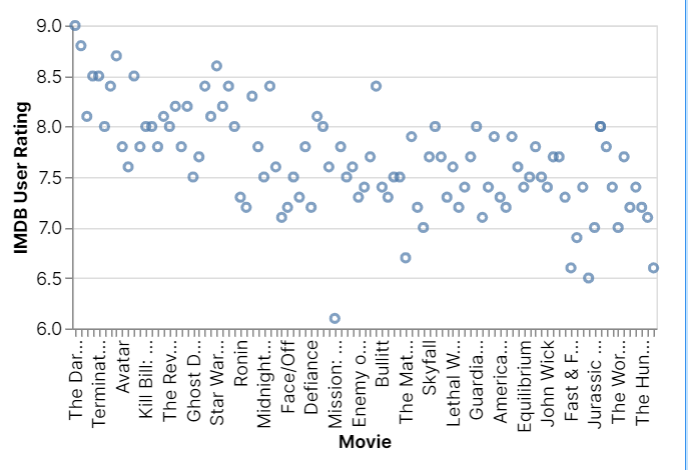 9.0
8.5
8.0
7.5
7.0
6.5
6.0
IMDB User Rating
The Dar...
Terminat...
Avatar
Kill Bill: ...
The Rev...
Ghost D...
Star War...
Ronin
Midnight...
Face/Off
Defiance
Mission: ...
Enemy o...
Bullitt
The Mat...
Skyfall
Lethal W...
Guardia...
America...
Equilibrium
John Wick
Fast & F...
Jurassic ...
The Wor...
The Hun...
Movie